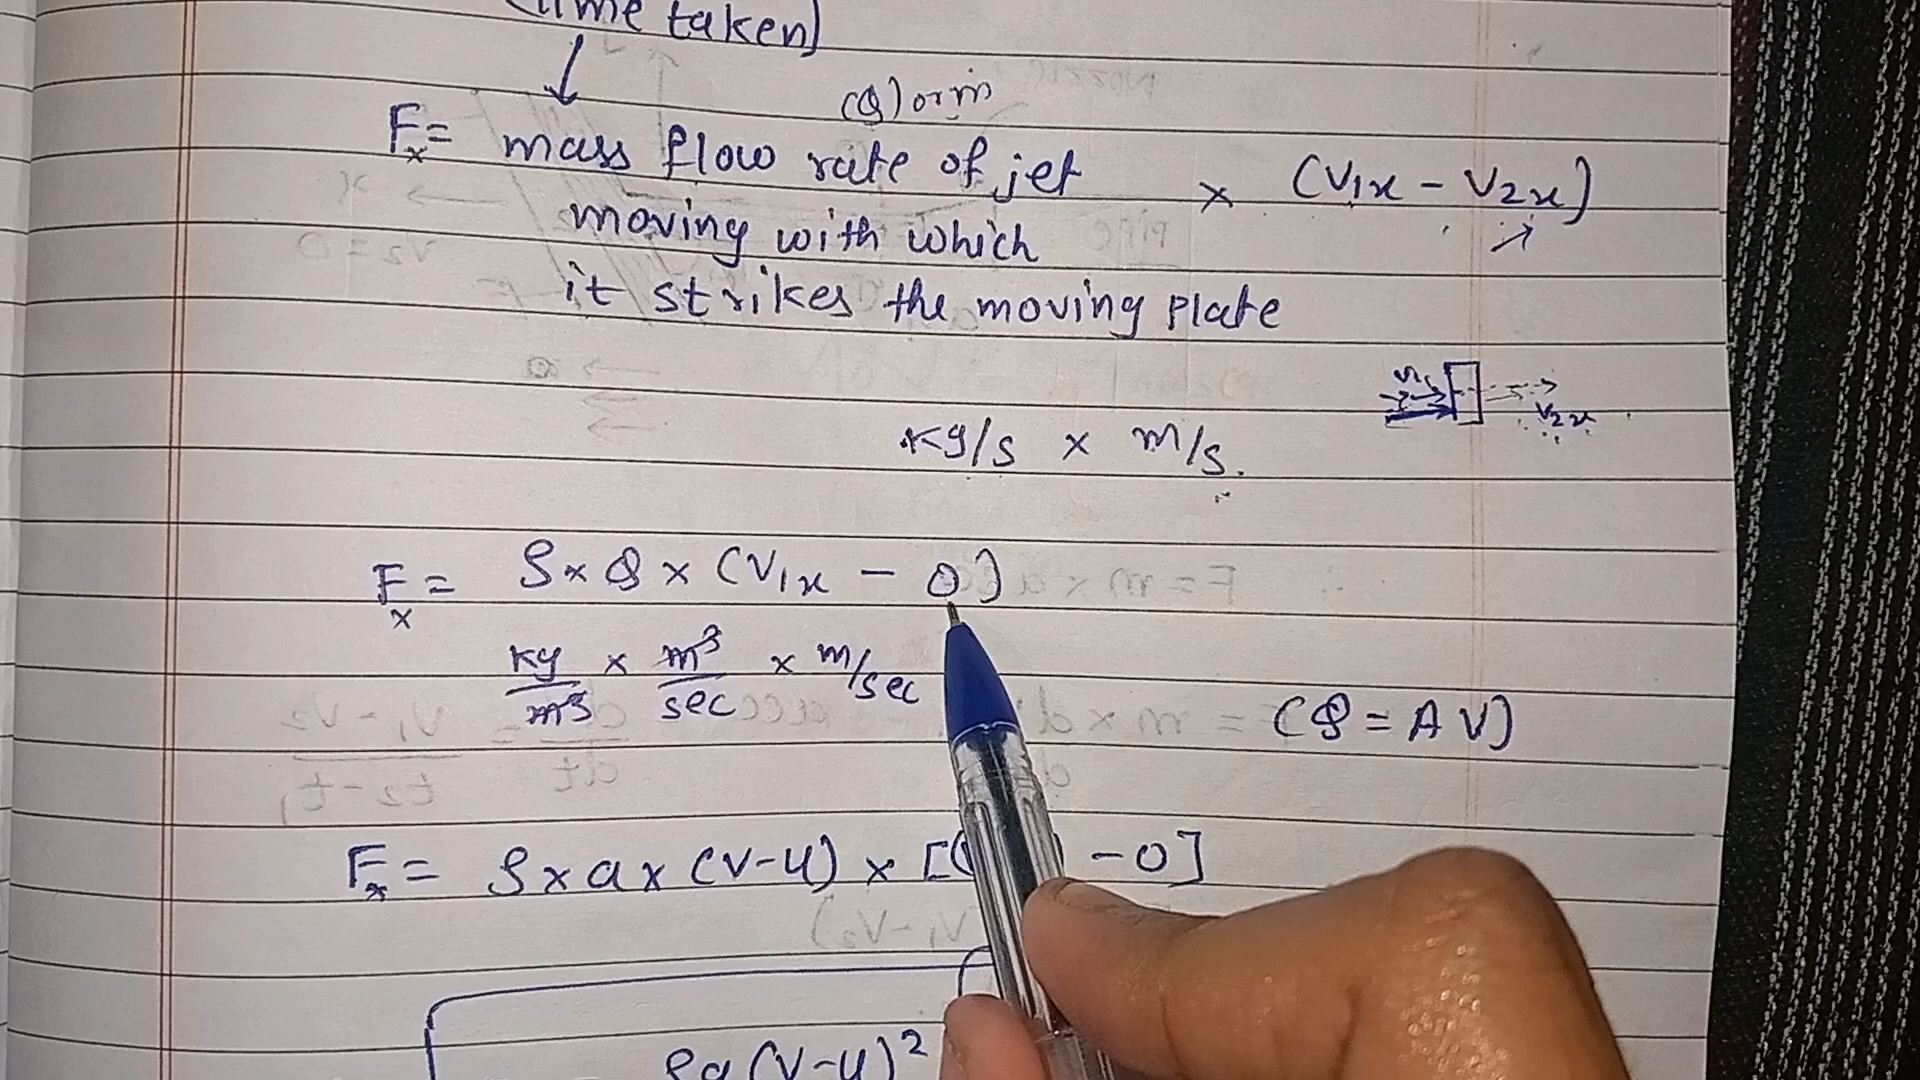 (time taken)
(Q) or ṁ
Fx = mass flow rate of jet × (V1x - V2x)
moving with which
it strikes the moving plate
V2x
kg/s × m/s.
Fx = ρ × Q × (V1x - 0)
kg/m³ × m³/sec × m/sec
(Q = AV)
Fx = ρ × a × (V-u) × [( - 0]
ρa(V-u)²